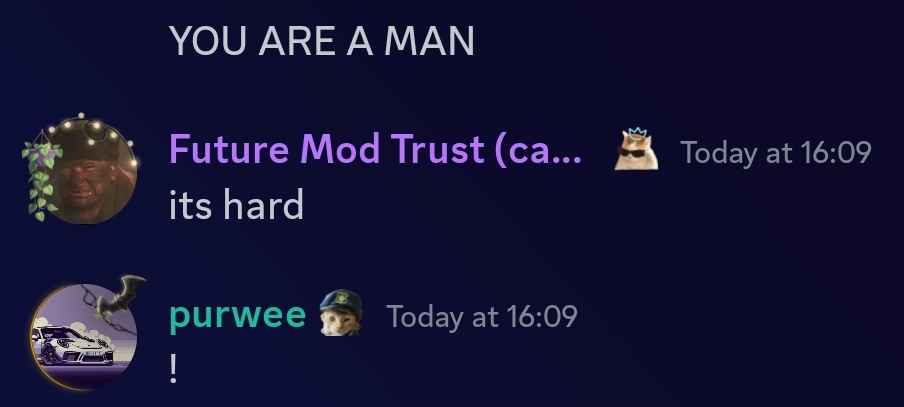 YOU ARE A MAN
Future Mod Trust (ca... Today at 16:09
its hard
purwee Today at 16:09
!